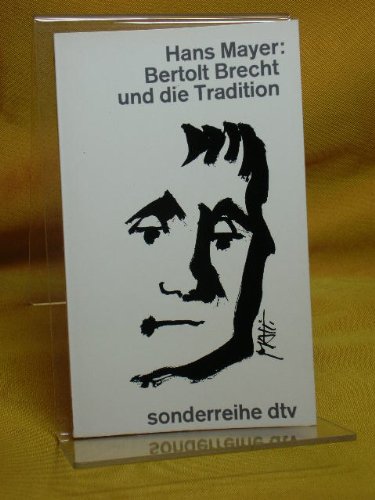 Hans Mayer:
Bertolt Brecht
und die Tradition
sonderreihe dtv